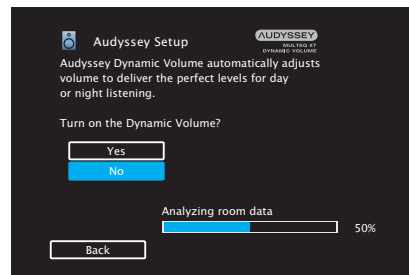 Audyssey Setup
AUDYSSEY
MULTEQ XT
DYNAMIC VOLUME
Audyssey Dynamic Volume automatically adjusts
volume to deliver the perfect levels for day
or night listening.
Turn on the Dynamic Volume?
Yes
No
Analyzing room data
50%
Back